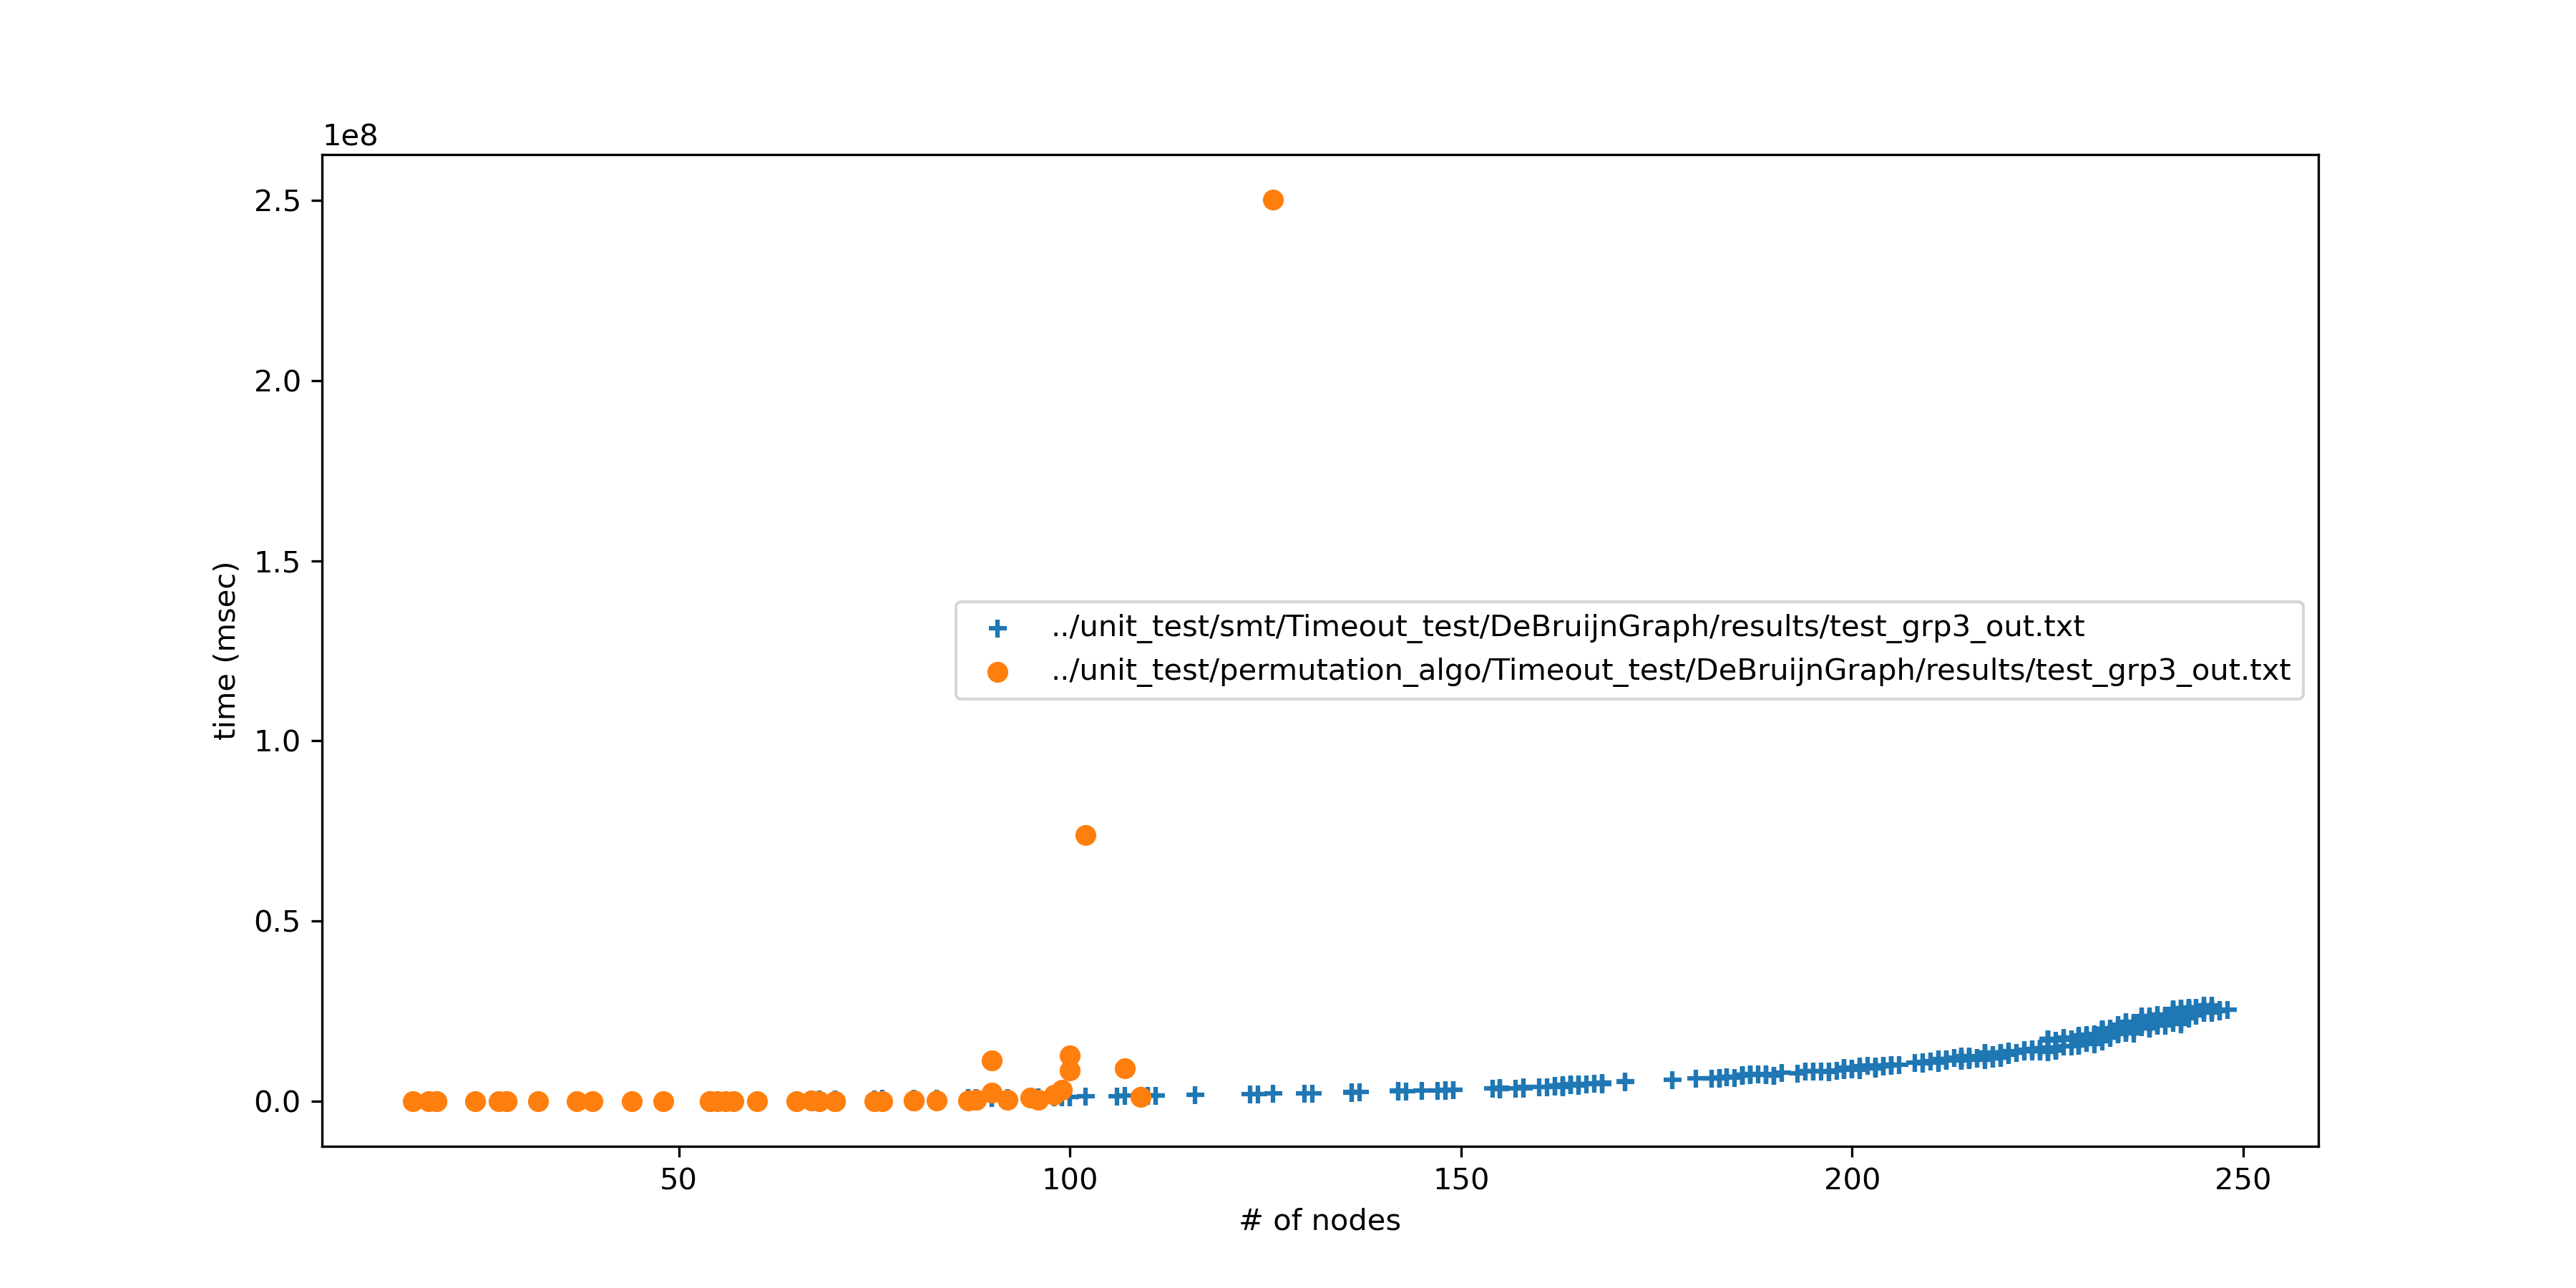 1e8
2.5
2.0
1.5
1.0
0.5
0.0
time (msec)
../unit_test/smt/Timeout_test/DeBruijnGraph/results/test_grp3_out.txt
../unit_test/permutation_algo/Timeout_test/DeBruijnGraph/results/test_grp3_out.txt
50 100 150 200 250
# of nodes